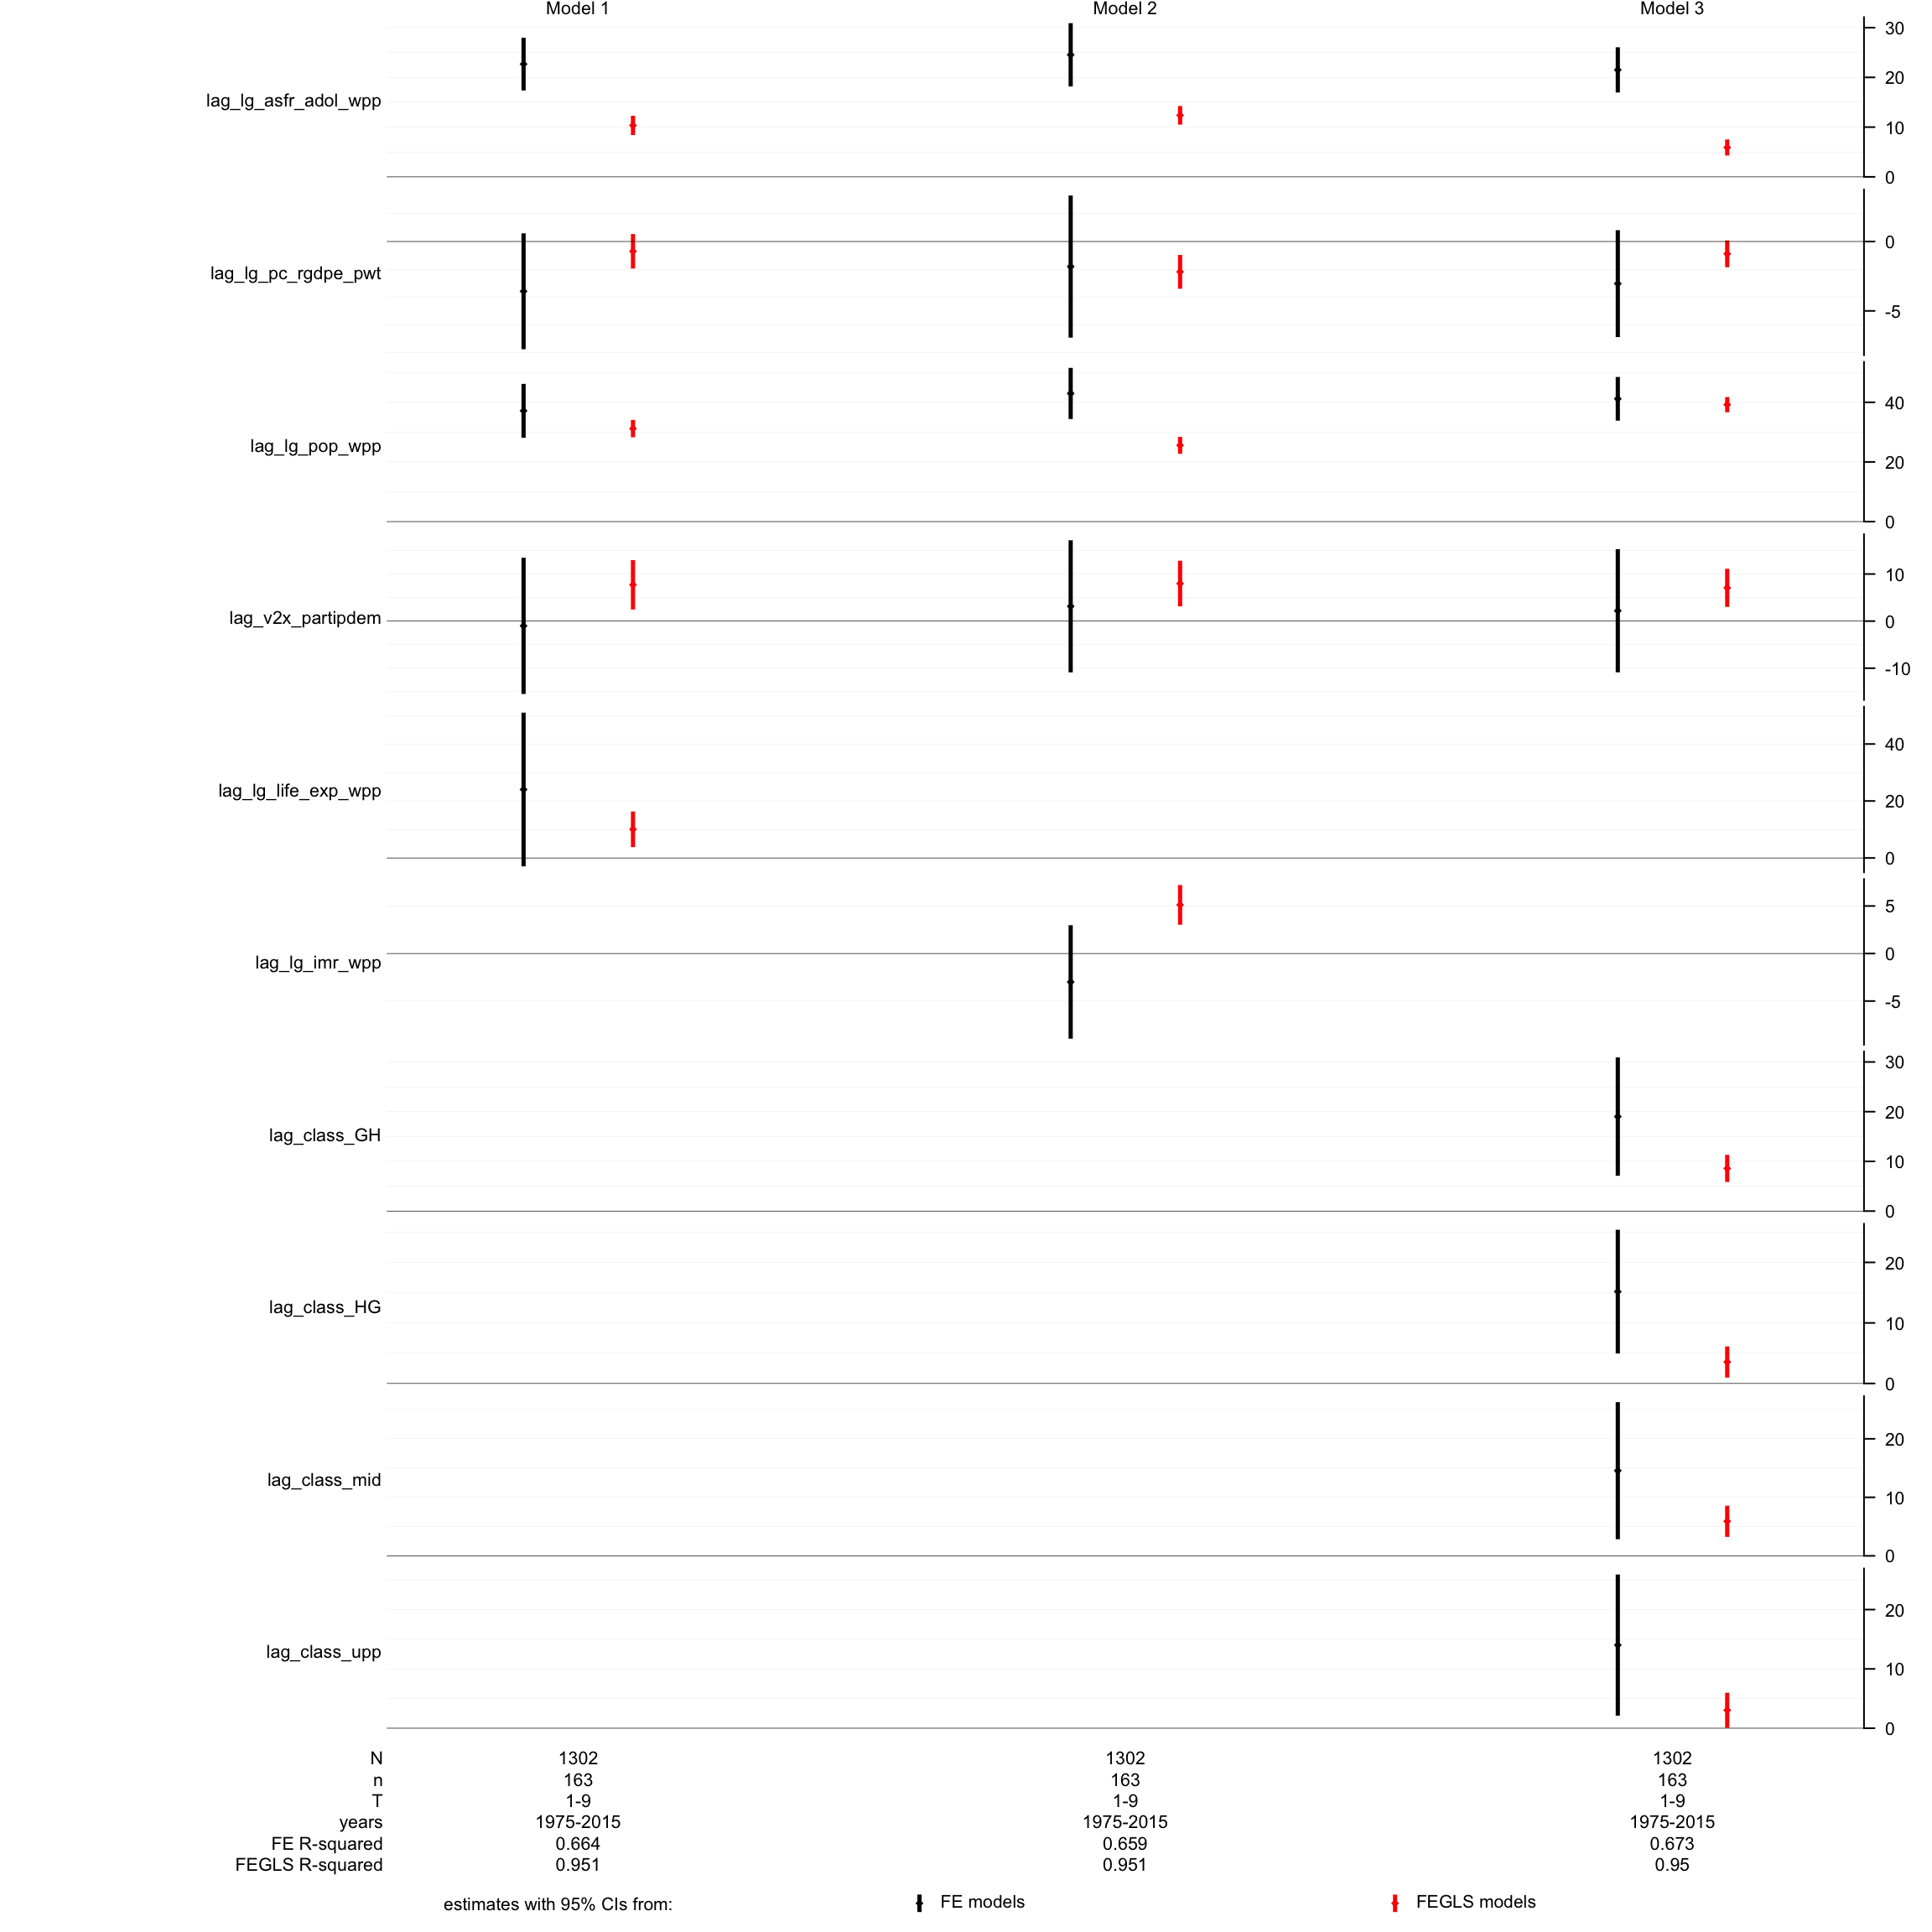 Model 1 Model 2 Model 3
30
20
lag_lg_asfr_adol_wpp
10
0
0
lag_lg_pc_rgdpe_pwt
-5
40
lag_lg_pop_wpp
20
0
10
lag_v2x_partipdem
0
-10
40
lag_lg_life_exp_wpp
20
0
5
0
lag_lg_imr_wpp
-5
30
20
lag_class_GH
10
0
20
lag_class_HG
10
0
20
lag_class_mid
10
0
20
lag_class_upp
10
0
N 1302 1302 1302
n 163 163 163
T 1-9 1-9 1-9
years 1975-2015 1975-2015 1975-2015
FE R-squared 0.664 0.659 0.673
FEGLS R-squared 0.951 0.951 0.95
estimates with 95% CIs from: FE models FEGLS models